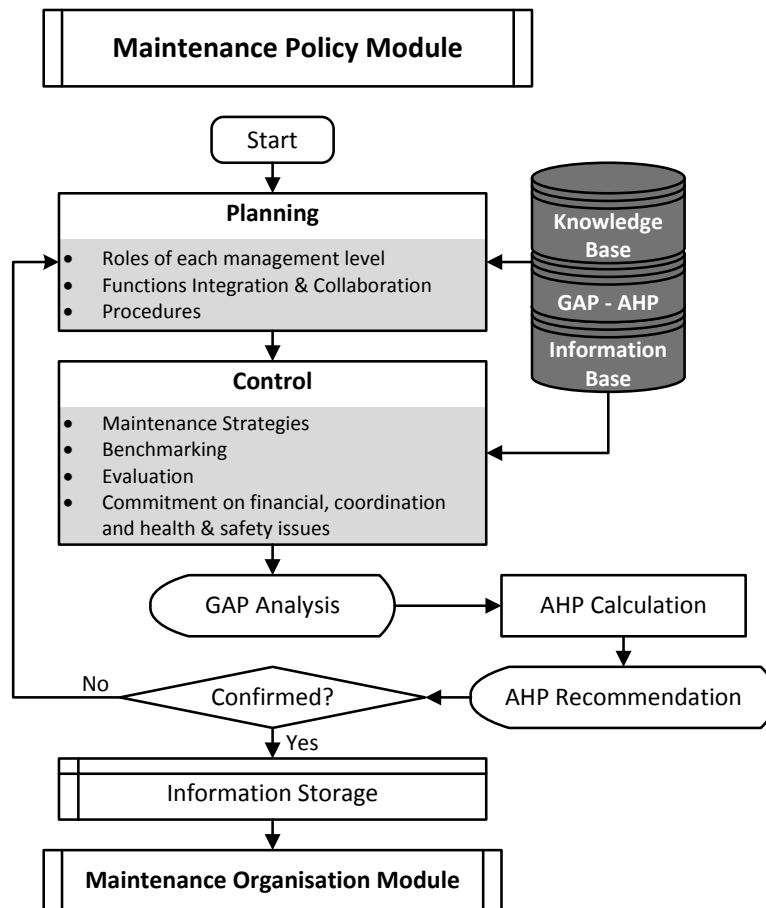 Maintenance Policy Module
Start
Planning
• Roles of each management level
• Functions Integration & Collaboration
• Procedures
Knowledge
Base
GAP - AHP
Information
Base
Control
• Maintenance Strategies
• Benchmarking
• Evaluation
• Commitment on financial, coordination
and health & safety issues
GAP Analysis
AHP Calculation
No
Confirmed?
AHP Recommendation
Yes
Information Storage
Maintenance Organisation Module